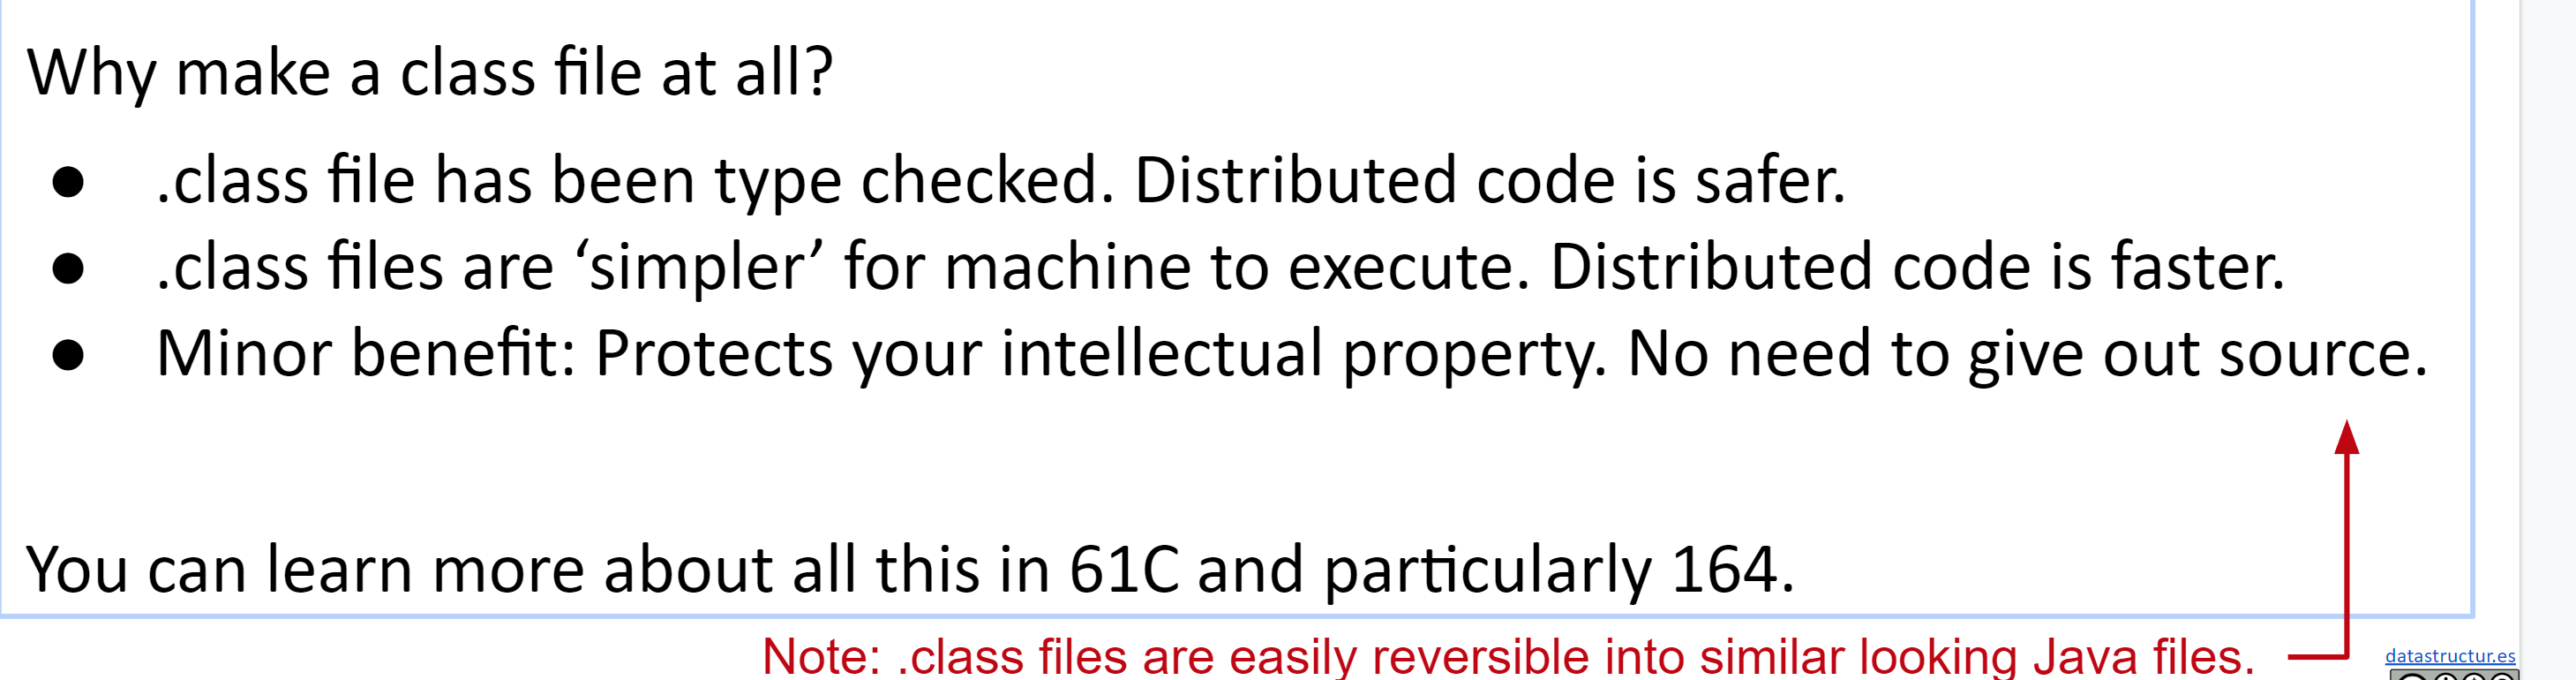 Why make a class file at all?
● .class file has been type checked. Distributed code is safer.
● .class files are ‘simpler’ for machine to execute. Distributed code is faster.
● Minor benefit: Protects your intellectual property. No need to give out source.
You can learn more about all this in 61C and particularly 164.
Note: .class files are easily reversible into similar looking Java files.
datastructur.es